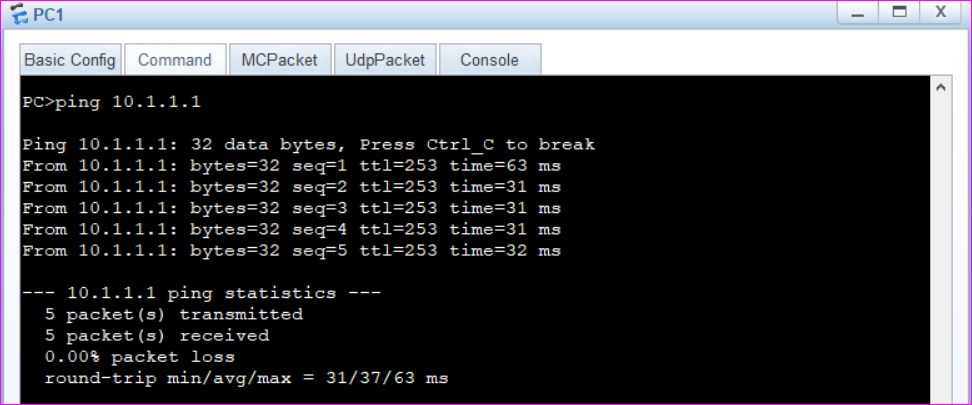 PC1
Basic Config Command MCPacket UdpPacket Console
PC>ping 10.1.1.1
Ping 10.1.1.1: 32 data bytes, Press Ctrl_C to break
From 10.1.1.1: bytes=32 seq=1 ttl=253 time=63 ms
From 10.1.1.1: bytes=32 seq=2 ttl=253 time=31 ms
From 10.1.1.1: bytes=32 seq=3 ttl=253 time=31 ms
From 10.1.1.1: bytes=32 seq=4 ttl=253 time=31 ms
From 10.1.1.1: bytes=32 seq=5 ttl=253 time=32 ms
--- 10.1.1.1 ping statistics ---
5 packet(s) transmitted
5 packet(s) received
0.00% packet loss
round-trip min/avg/max = 31/37/63 ms